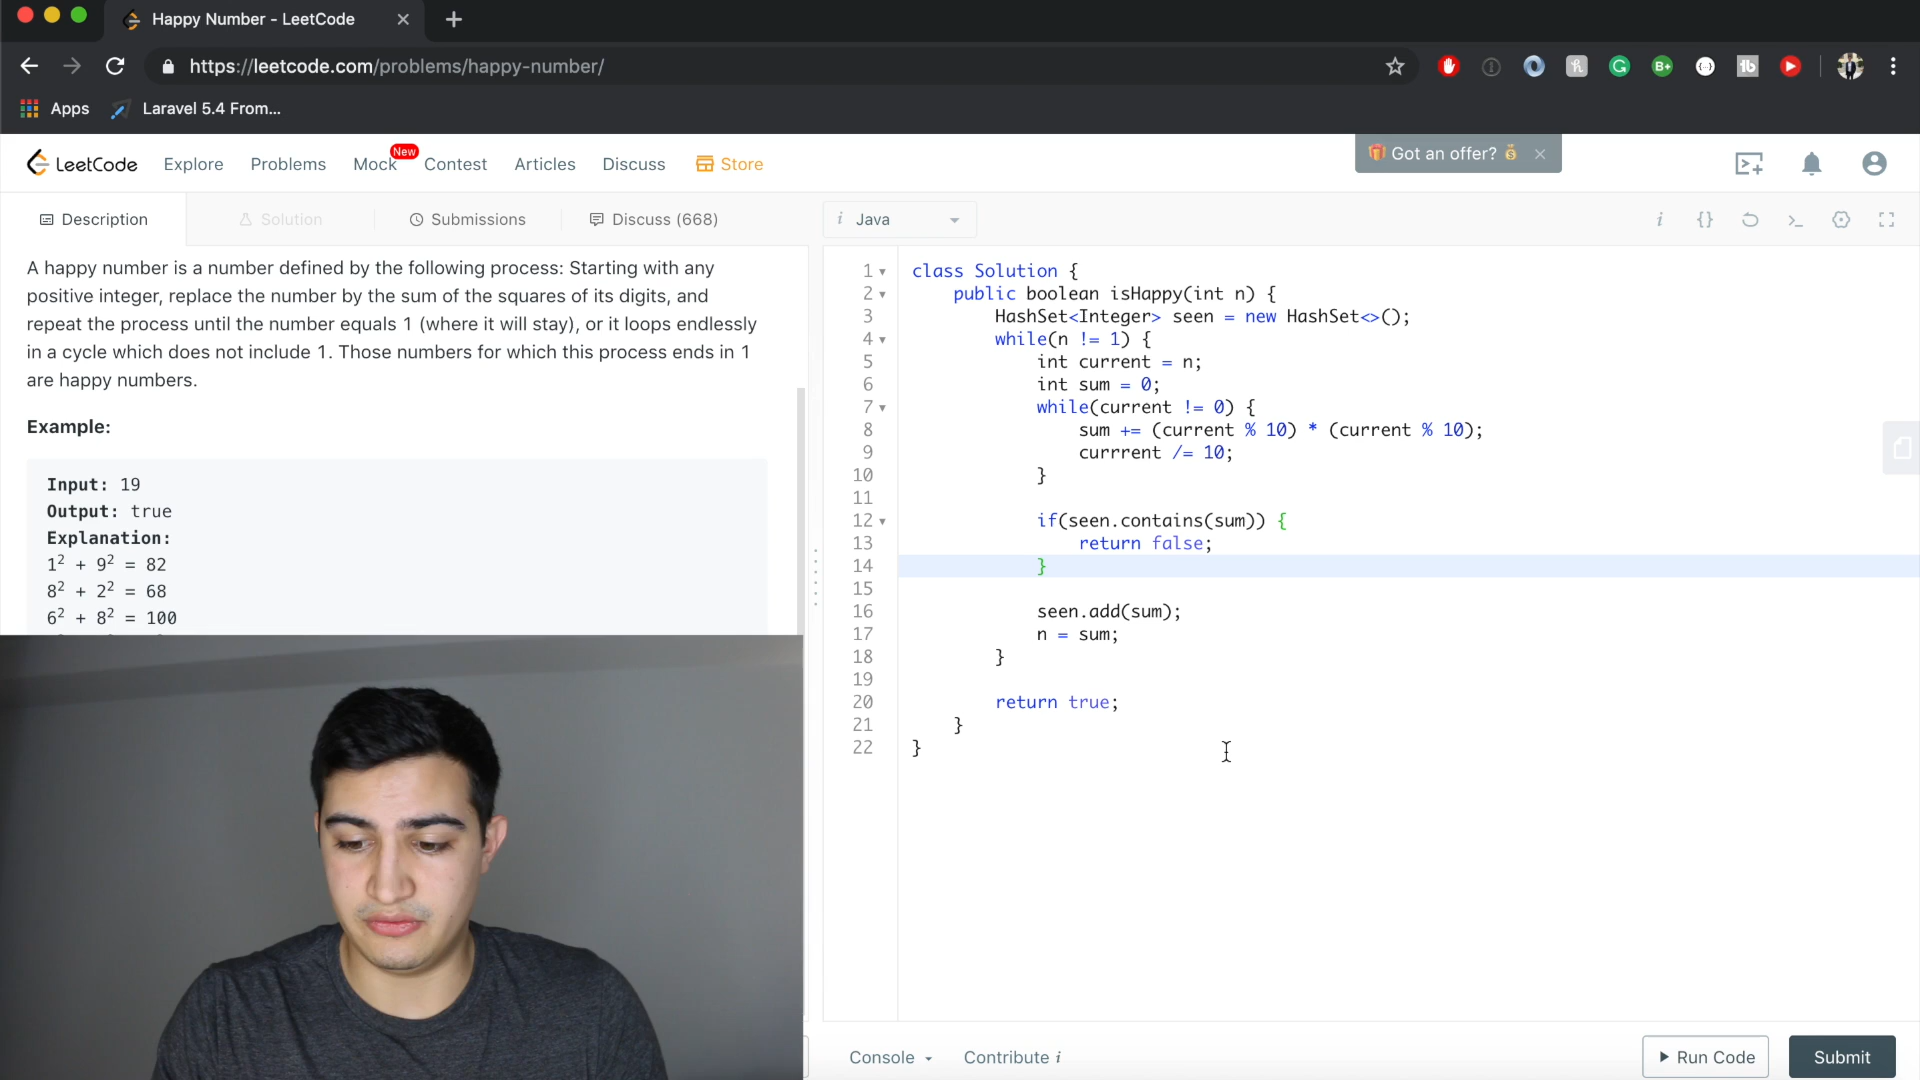 Happy Number - LeetCode
https://leetcode.com/problems/happy-number/
Apps Laravel 5.4 From...
LeetCode Explore Problems Mock New Contest Articles Discuss Store Got an offer?
Description Solution Submissions Discuss (668) i Java
A happy number is a number defined by the following process: Starting with any
positive integer, replace the number by the sum of the squares of its digits, and
repeat the process until the number equals 1 (where it will stay), or it loops endlessly
in a cycle which does not include 1. Those numbers for which this process ends in 1
are happy numbers.
Example:
Input: 19
Output: true
Explanation:
1² + 9² = 82
8² + 2² = 68
6² + 8² = 100
1 class Solution {
2 public boolean isHappy(int n) {
3 HashSet<Integer> seen = new HashSet<>();
4 while(n != 1) {
5 int current = n;
6 int sum = 0;
7 while(current != 0) {
8 sum += (current % 10) * (current % 10);
9 currrent /= 10;
10 }
11
12 if(seen.contains(sum)) {
13 return false;
14 }
15
16 seen.add(sum);
17 n = sum;
18 }
19
20 return true;
21 }
22 }
Console Contribute i Run Code Submit